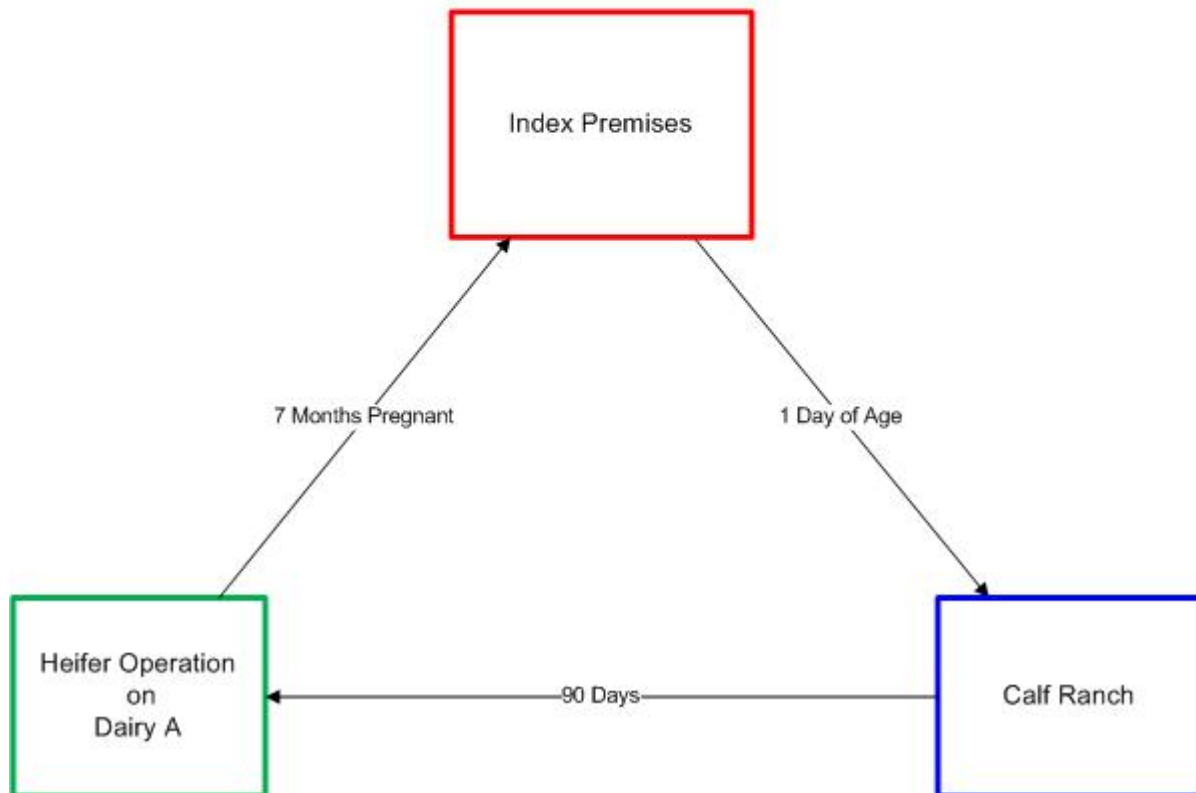 Index Premises
7 Months Pregnant
1 Day of Age
Heifer Operation
on
Dairy A
90 Days
Calf Ranch